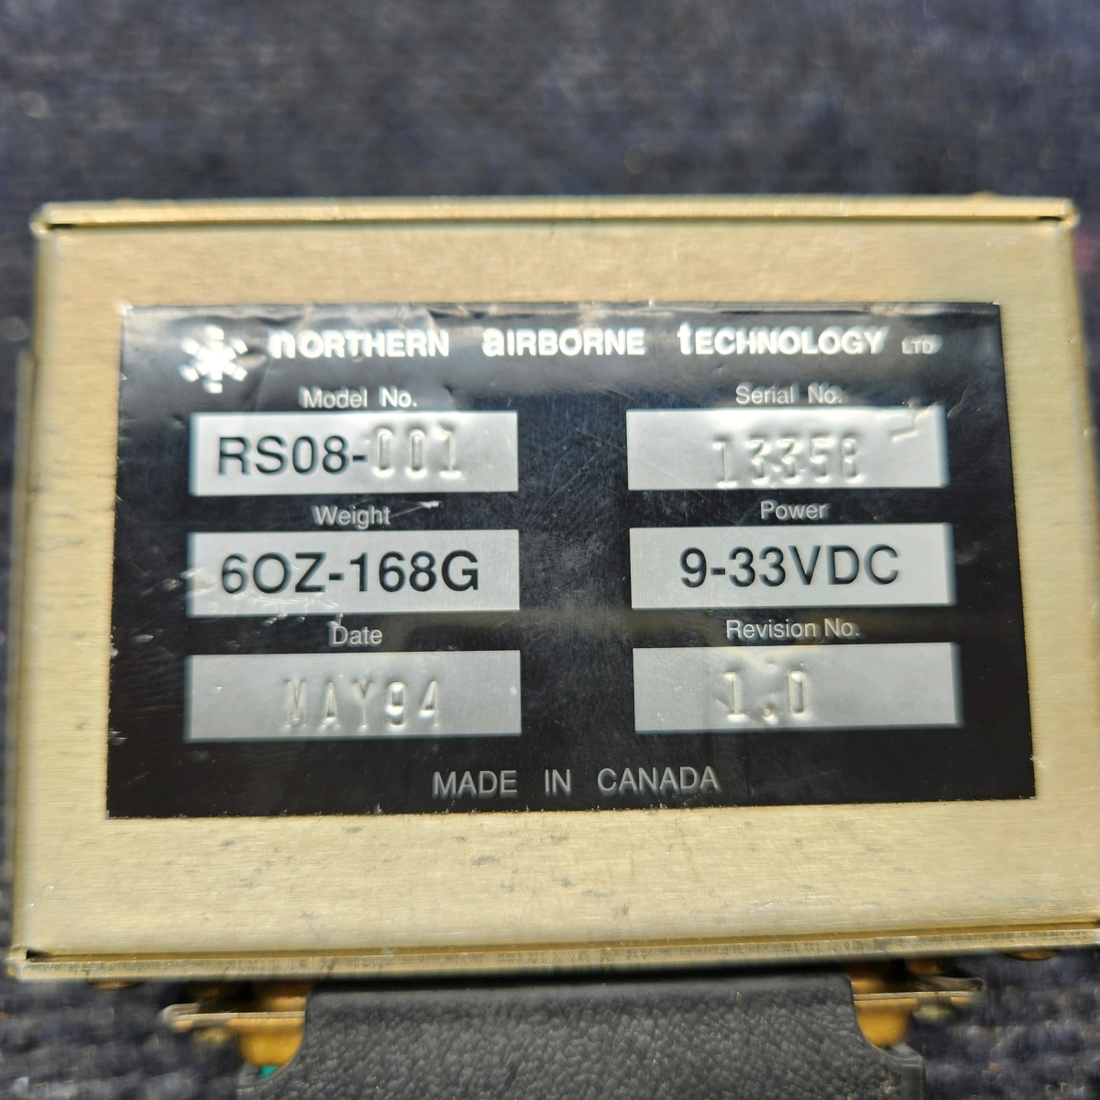 nORTHERN aIRBORNE tECHNOLOGY LTD
Model No. Serial No.
RS08-001 13358
Weight Power
6OZ-168G 9-33VDC
Date Revision No.
MAY94 1.0
MADE IN CANADA